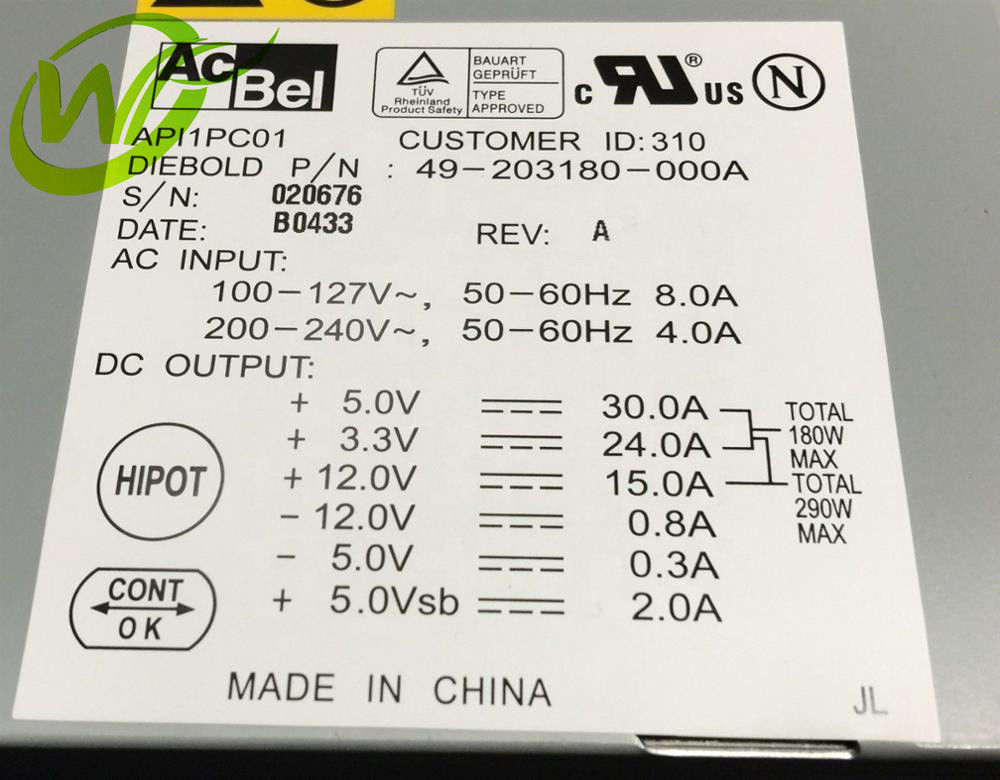 W
AcBel
TÜV
Rheinland
Product Safety
BAUART
GEPRÜFT
TYPE
APPROVED
c RU® US
N
API1PC01 CUSTOMER ID: 310
DIEBOLD P/N : 49-203180-000A
S/N: 020676
DATE: B0433 REV: A
AC INPUT:
100-127V~, 50-60Hz 8.0A
200-240V~, 50-60Hz 4.0A
DC OUTPUT:
+ 5.0V 30.0A
+ 3.3V 24.0A
+ 12.0V 15.0A
- 12.0V 0.8A
- 5.0V 0.3A
+ 5.0Vsb 2.0A
TOTAL
180W
MAX
TOTAL
290W
MAX
HIPOT
CONT
OK
MADE IN CHINA
JL